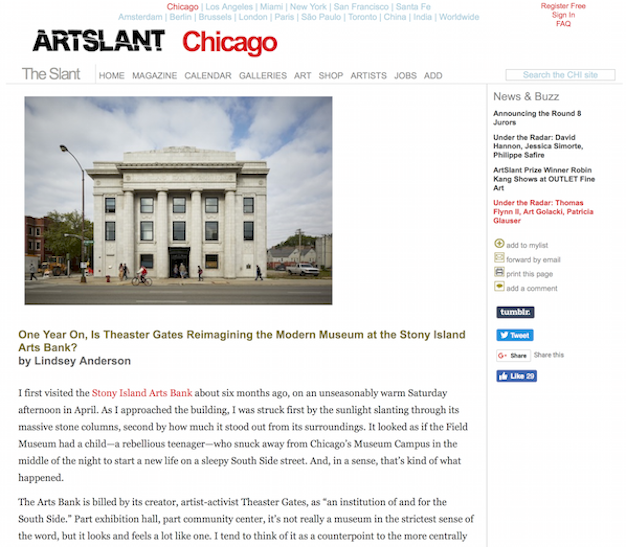 Chicago | Los Angeles | Miami | New York | San Francisco | Santa Fe
Amsterdam | Berlin | Brussels | London | Paris | São Paulo | Toronto | China | India | Worldwide
Register Free
Sign In
FAQ
ARTSLANT Chicago
The Slant
HOME MAGAZINE CALENDAR GALLERIES ART SHOP ARTISTS JOBS ADD
Search the CHI site
One Year On, Is Theaster Gates Reimagining the Modern Museum at the Stony Island
Arts Bank?
by Lindsey Anderson
I first visited the Stony Island Arts Bank about six months ago, on an unseasonably warm Saturday
afternoon in April. As I approached the building, I was struck first by the sunlight slanting through its
massive stone columns, second by how much it stood out from its surroundings. It looked as if the Field
Museum had a child—a rebellious teenager—who snuck away from Chicago's Museum Campus in the
middle of the night to start a new life on a sleepy South Side street. And, in a sense, that's kind of what
happened.
The Arts Bank is billed by its creator, artist-activist Theaster Gates, as “an institution of and for the
South Side.” Part exhibition hall, part community center, it's not really a museum in the strictest sense of
the word, but it looks and feels a lot like one. I tend to think of it as a counterpoint to the more centrally
News & Buzz
Announcing the Round 8
Jurors
Under the Radar: David
Hannon, Jessica Simorte,
Philippe Safire
ArtSlant Prize Winner Robin
Kang Shows at OUTLET Fine
Art
Under the Radar: Thomas
Flynn II, Art Golacki, Patricia
Glauser
add to mylist
forward by email
print this page
add a comment
tumblr.
Tweet
G+ Share Share this
Like 29